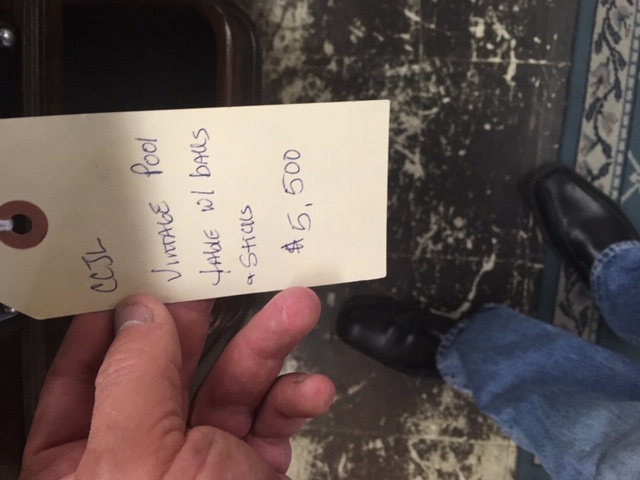 CCJL
VINTAGE POOL
TABLE W/ BALLS
& STICKS
$5,500